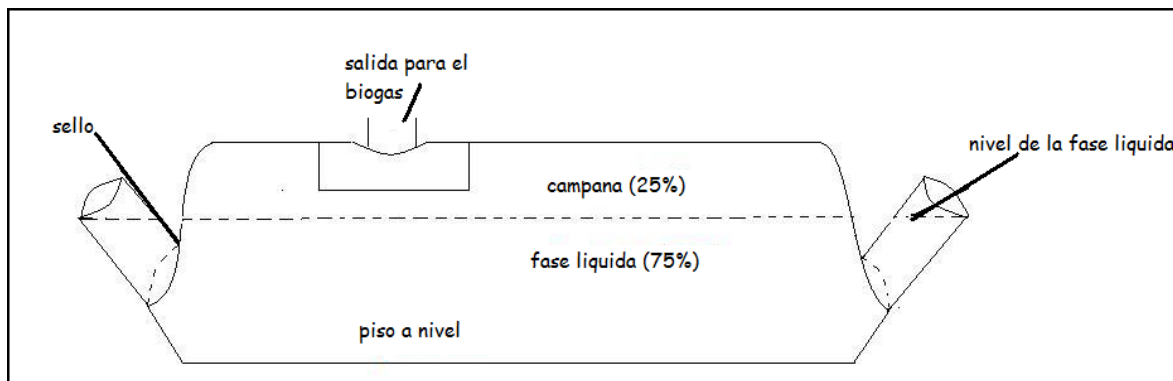 salida para el
biogas
sello
nivel de la fase liquida
campana (25%)
fase liquida (75%)
piso a nivel